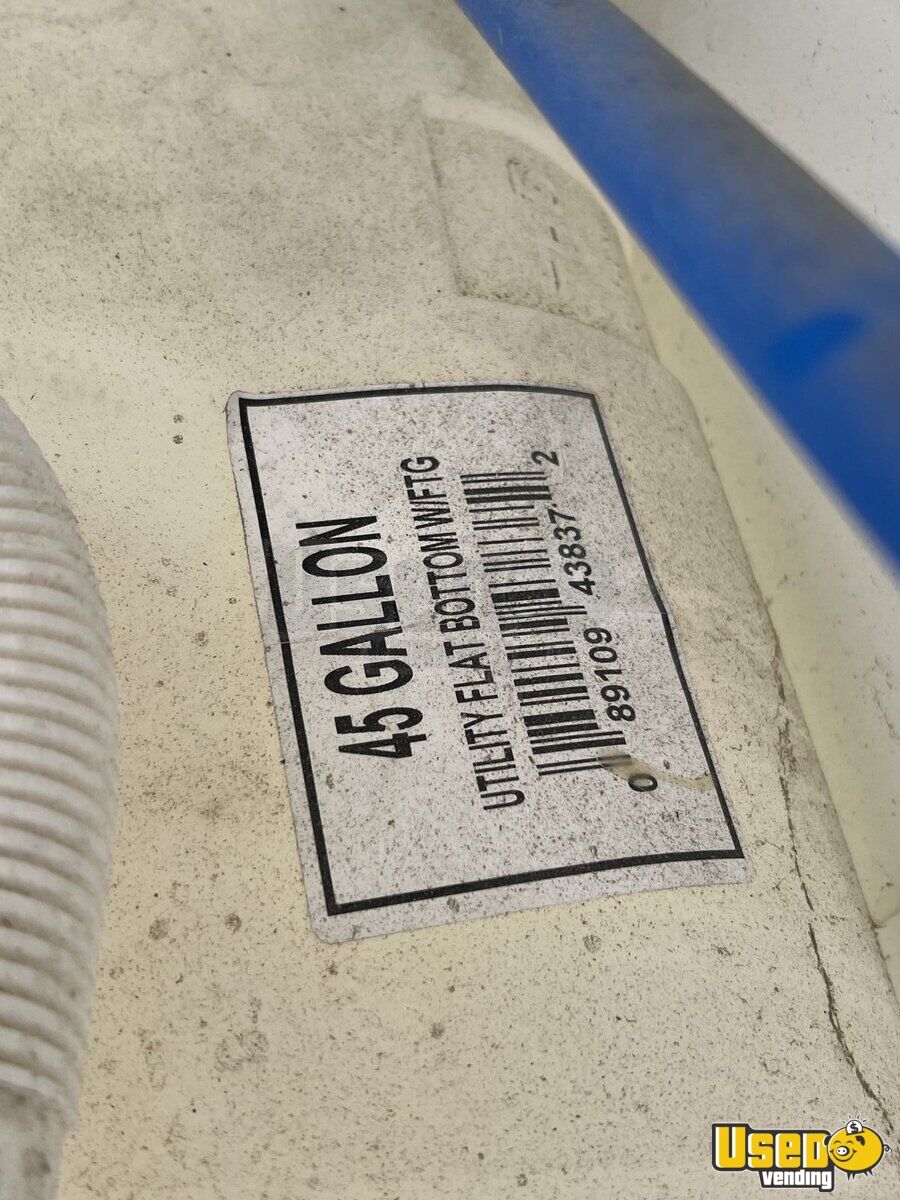 45 GALLON
UTILITY FLAT BOTTOM W/FTG
0 89109 43837 2
USED
vending